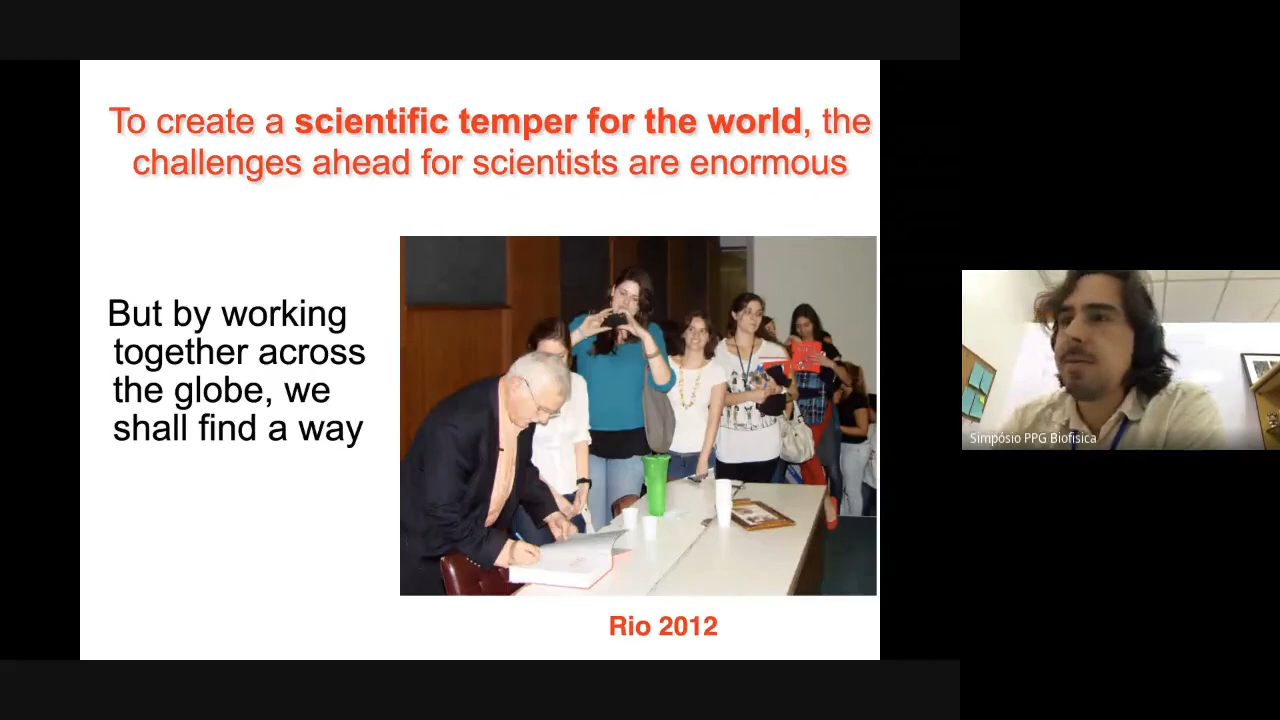 To create a scientific temper for the world, the
challenges ahead for scientists are enormous
But by working
together across
the globe, we
shall find a way
Rio 2012
Simpósio PPG Biofísica